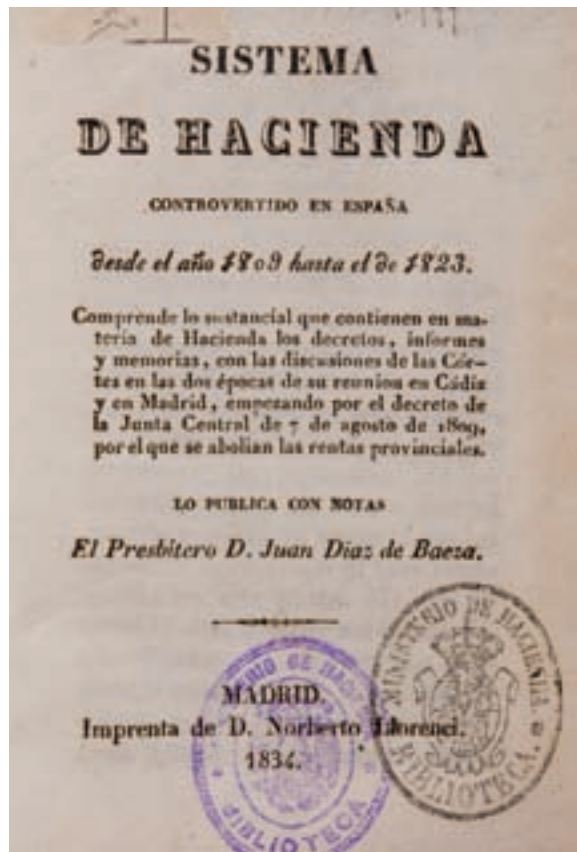 SISTEMA
DE HACIENDA
CONTROVERTIDO EN ESPAÑA
desde el año 1809 hasta el de 1823.
Comprende lo sustancial que contienen en ma-
teria de Hacienda los decretos, informes
y memorias, con las discusiones de las Cór-
tes en las dos épocas de su reunion en Cádiz
y en Madrid, empezando por el decreto de
la Junta Central de 7 de agosto de 1809,
por el que se abolian las rentas provinciales.
LO PUBLICA CON NOTAS
El Presbítero D. Juan Diaz de Baeza.
MADRID.
Imprenta de D. Norberto Llorenci.
1834.
MINISTERIO DE HACIENDA
BIBLIOTECA.
BIBLIOTECA